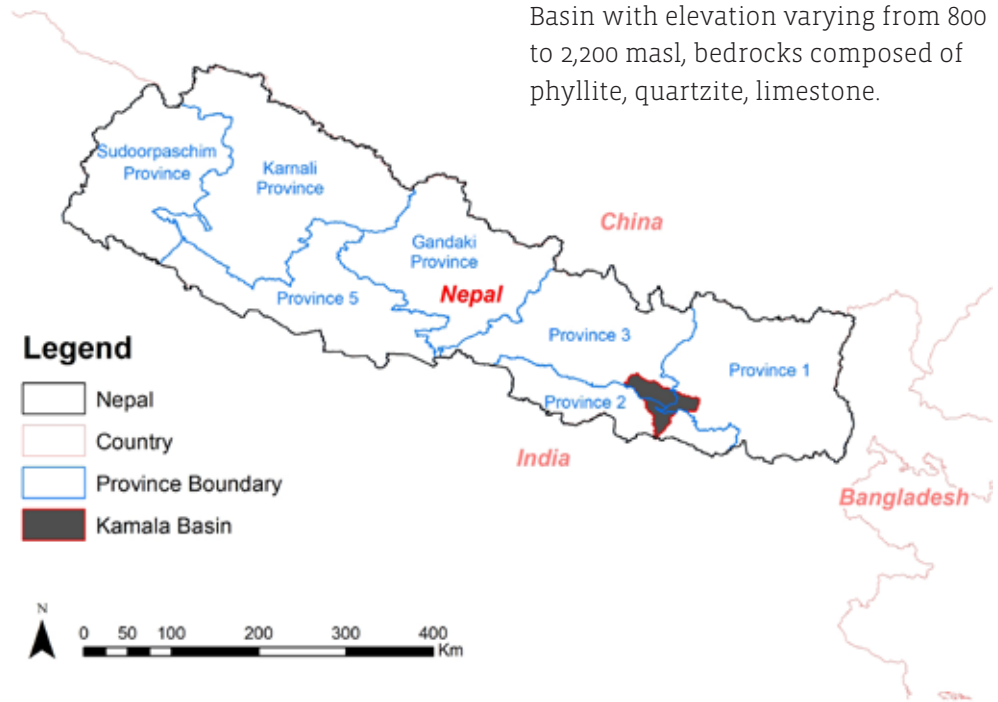 Basin with elevation varying from 800
to 2,200 masl, bedrocks composed of
phyllite, quartzite, limestone.
Sudoorpaschim
Province
Karnali
Province
China
Gandaki
Province
Nepal
Province 5
Province 3
Province 1
Province 2
India
Bangladesh
Legend
Nepal
Country
Province Boundary
Kamala Basin
N
0 50 100 200 300 400
Km